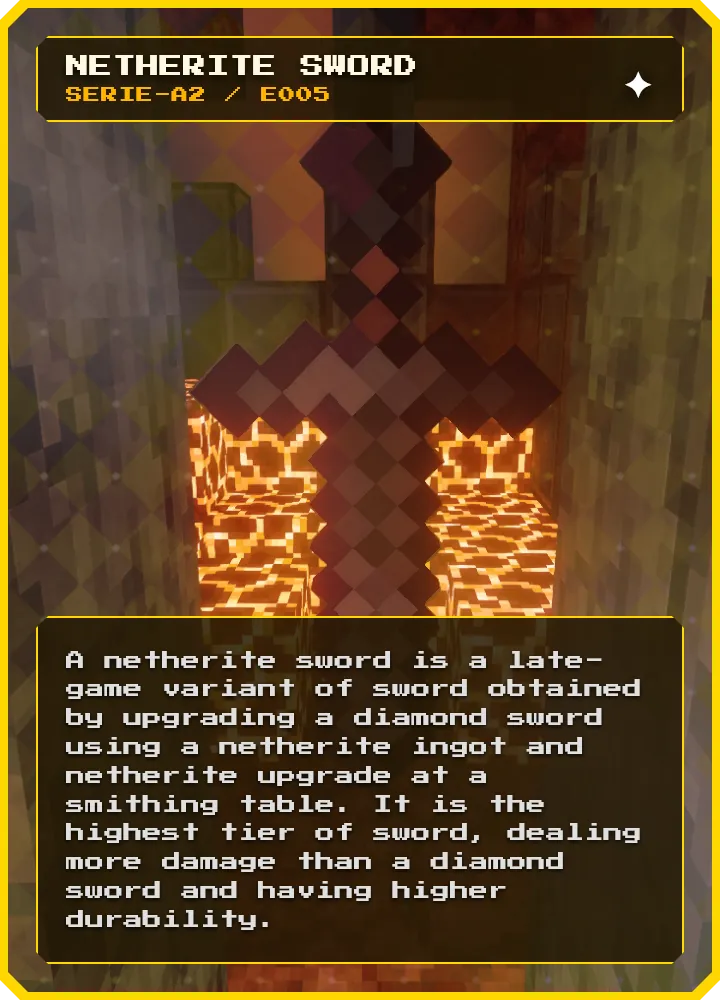 NETHERITE SWORD
SERIE-A2 / E005
A netherite sword is a late-
game variant of sword obtained
by upgrading a diamond sword
using a netherite ingot and
netherite upgrade at a
smithing table. It is the
highest tier of sword, dealing
more damage than a diamond
sword and having higher
durability.